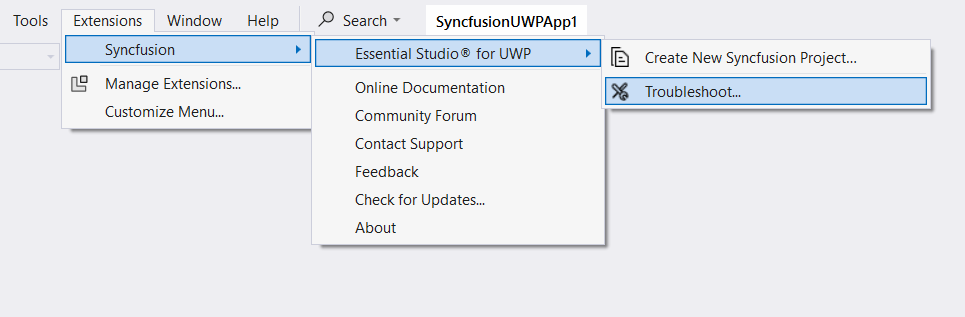 Tools Extensions Window Help Search SyncfusionUWPApp1
Syncfusion
Manage Extensions...
Customize Menu...
Essential Studio® for UWP
Online Documentation
Community Forum
Contact Support
Feedback
Check for Updates...
About
Create New Syncfusion Project...
Troubleshoot...